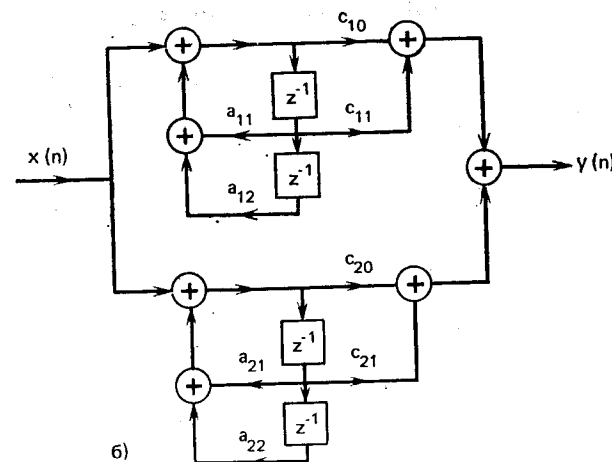 c₁₀
+
+
z⁻¹
a₁₁
c₁₁
+
x (n)
z⁻¹
+
y (n)
a₁₂
c₂₀
+
+
z⁻¹
a₂₁
c₂₁
+
z⁻¹
a₂₂
б)